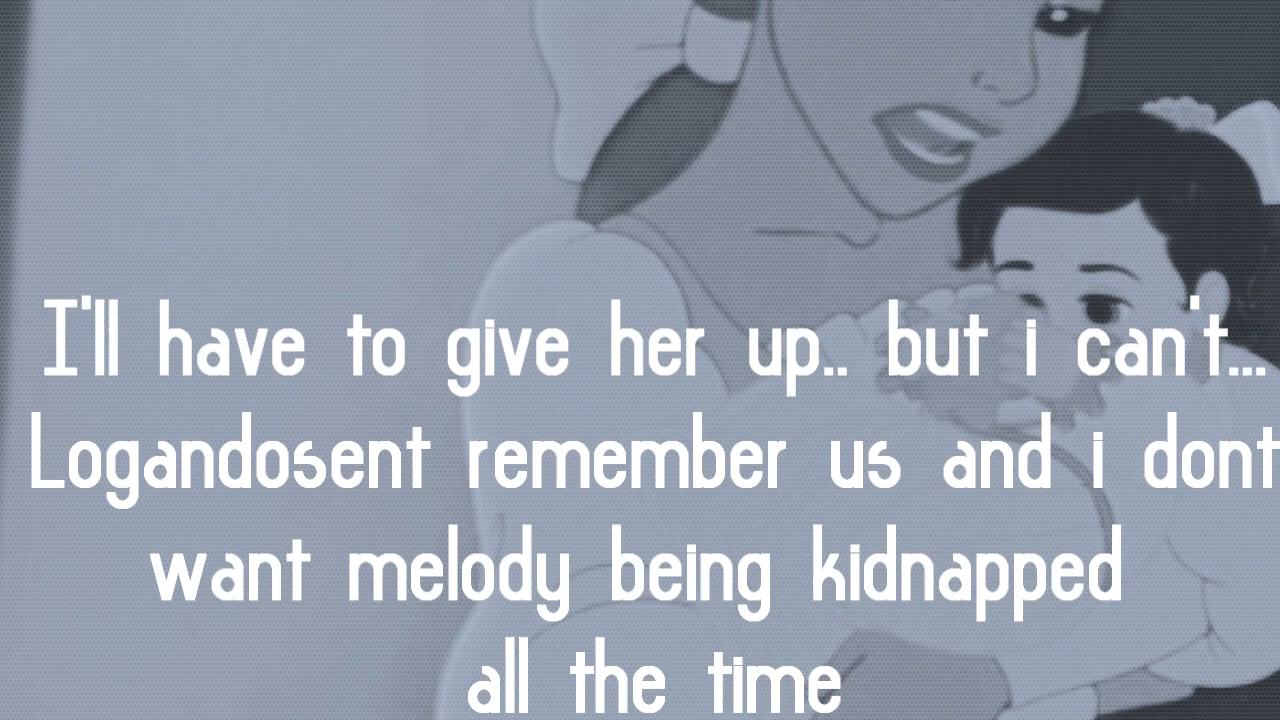 I'll have to give her up.. but i can't...
Logandosent remember us and i dont
want melody being kidnapped
all the time